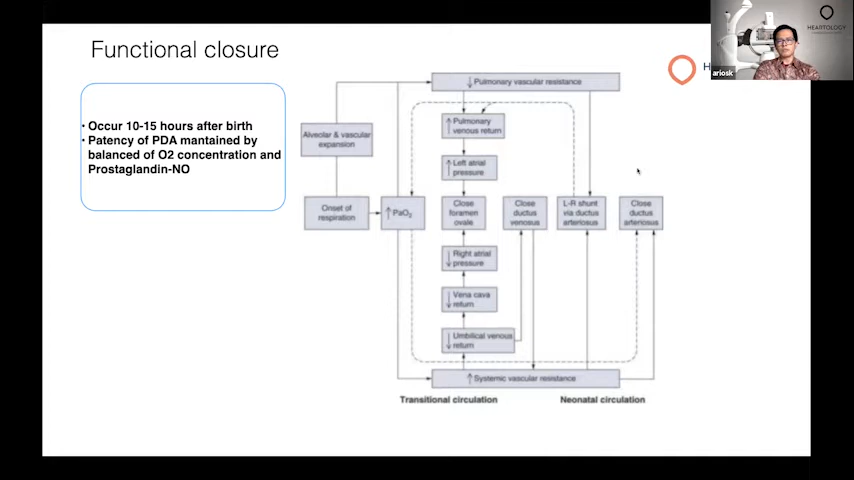 Functional closure
• Occur 10-15 hours after birth
• Patency of PDA mantained by
balanced of O2 concentration and
Prostaglandin-NO
↓ Pulmonary vascular resistance
Alveolar & vascular
expansion
↑ Pulmonary
venous return
↑ Left atrial
pressure
Onset of
respiration
↑ PaO2
Close
foramen
ovale
Close
ductus
venosus
L-R shunt
via ductus
arteriosus
Close
ductus
arteriosus
↓ Right atrial
pressure
↓ Vena cava
return
↓ Umbilical venous
return
↑ Systemic vascular resistance
Transitional circulation
Neonatal circulation
H
HEARTOLOGY
ariosk